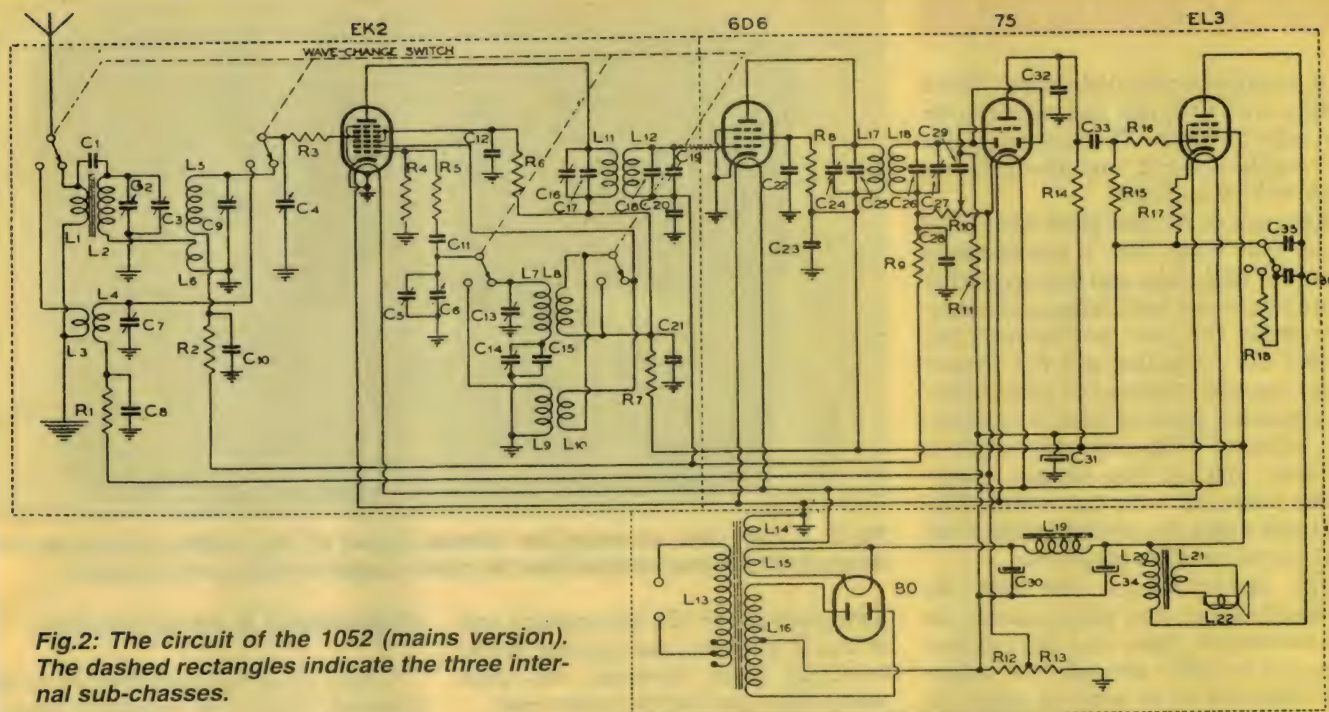 EK2 6D6 75 EL3
WAVE-CHANGE SWITCH
C1
L5
C2
C3
C9
R3
C4
L1
L2
L6
L4
C7
L3
R2
C10
R1
C8
C12
R4
R5
R6
L11
L12
C19
C16
C17
C18
C20
C11
L7
L8
C5
C6
C13
C14
C15
C21
R7
L9
L10
R8
L17
L18
C29
C22
C24
C25
C26
C27
C23
R10
C28
R9
R11
C32
C33
R16
R14
R15
R17
C35
R18
C31
L14
L15
L13
L16
80
L19
C30
C34
L20
L21
L22
R12
R13
Fig.2: The circuit of the 1052 (mains version).
The dashed rectangles indicate the three inter-
nal sub-chasses.